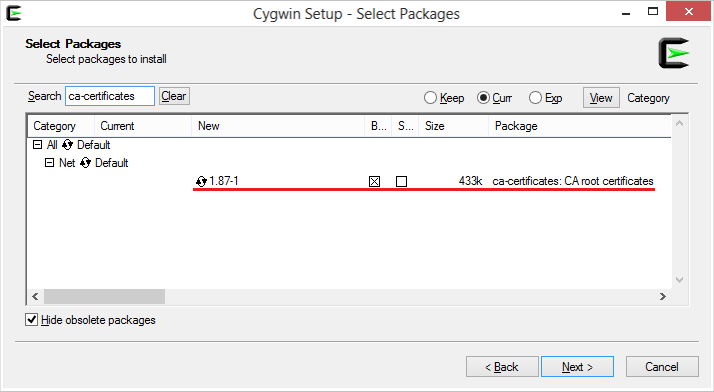 Cygwin Setup - Select Packages
Select Packages
Select packages to install
Search ca-certificates Clear Keep Curr Exp View Category
Category Current New B... S... Size Package
All Default
Net Default
1.87-1 433k ca-certificates: CA root certificates
Hide obsolete packages
< Back Next > Cancel